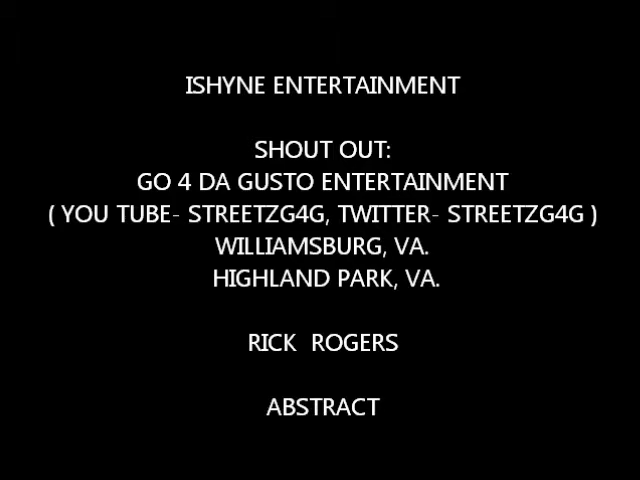 ISHYNE ENTERTAINMENT
SHOUT OUT:
GO 4 DA GUSTO ENTERTAINMENT
( YOU TUBE- STREETZG4G, TWITTER- STREETZG4G )
WILLIAMSBURG, VA.
HIGHLAND PARK, VA.
RICK  ROGERS
ABSTRACT